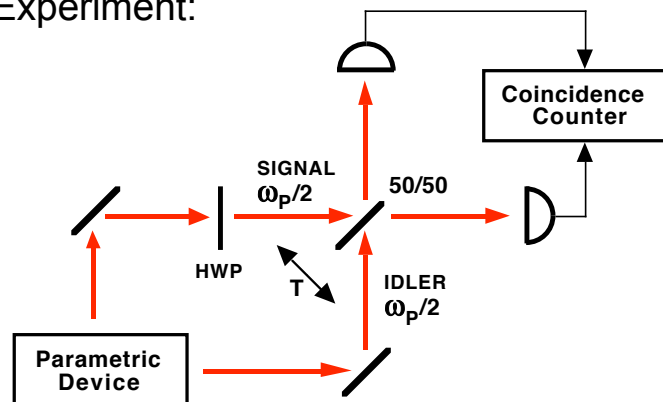 Experiment:
Coincidence
Counter
SIGNAL
ωP/2
50/50
HWP
T
IDLER
ωP/2
Parametric
Device